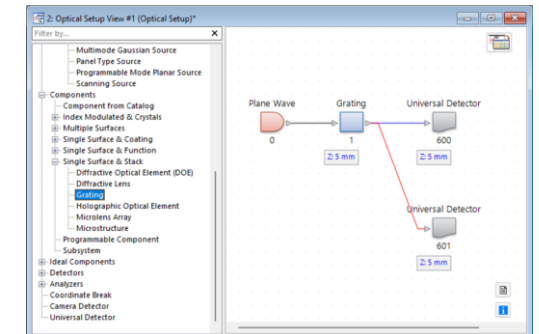 2: Optical Setup View #1 (Optical Setup)*
Filter by...
X
Multimode Gaussian Source
Panel Type Source
Programmable Mode Planar Source
Scanning Source
Components
Component from Catalog
Index Modulated & Crystals
Multiple Surfaces
Single Surface & Coating
Single Surface & Function
Single Surface & Stack
Diffractive Optical Element (DOE)
Diffractive Lens
Grating
Holographic Optical Element
Microlens Array
Microstructure
Programmable Component
Subsystem
Ideal Components
Detectors
Analyzers
Coordinate Break
Camera Detector
Universal Detector
Plane Wave
Grating
Universal Detector
0
1
600
Z: 5 mm
Z: 5 mm
Universal Detector
601
Z: 5 mm